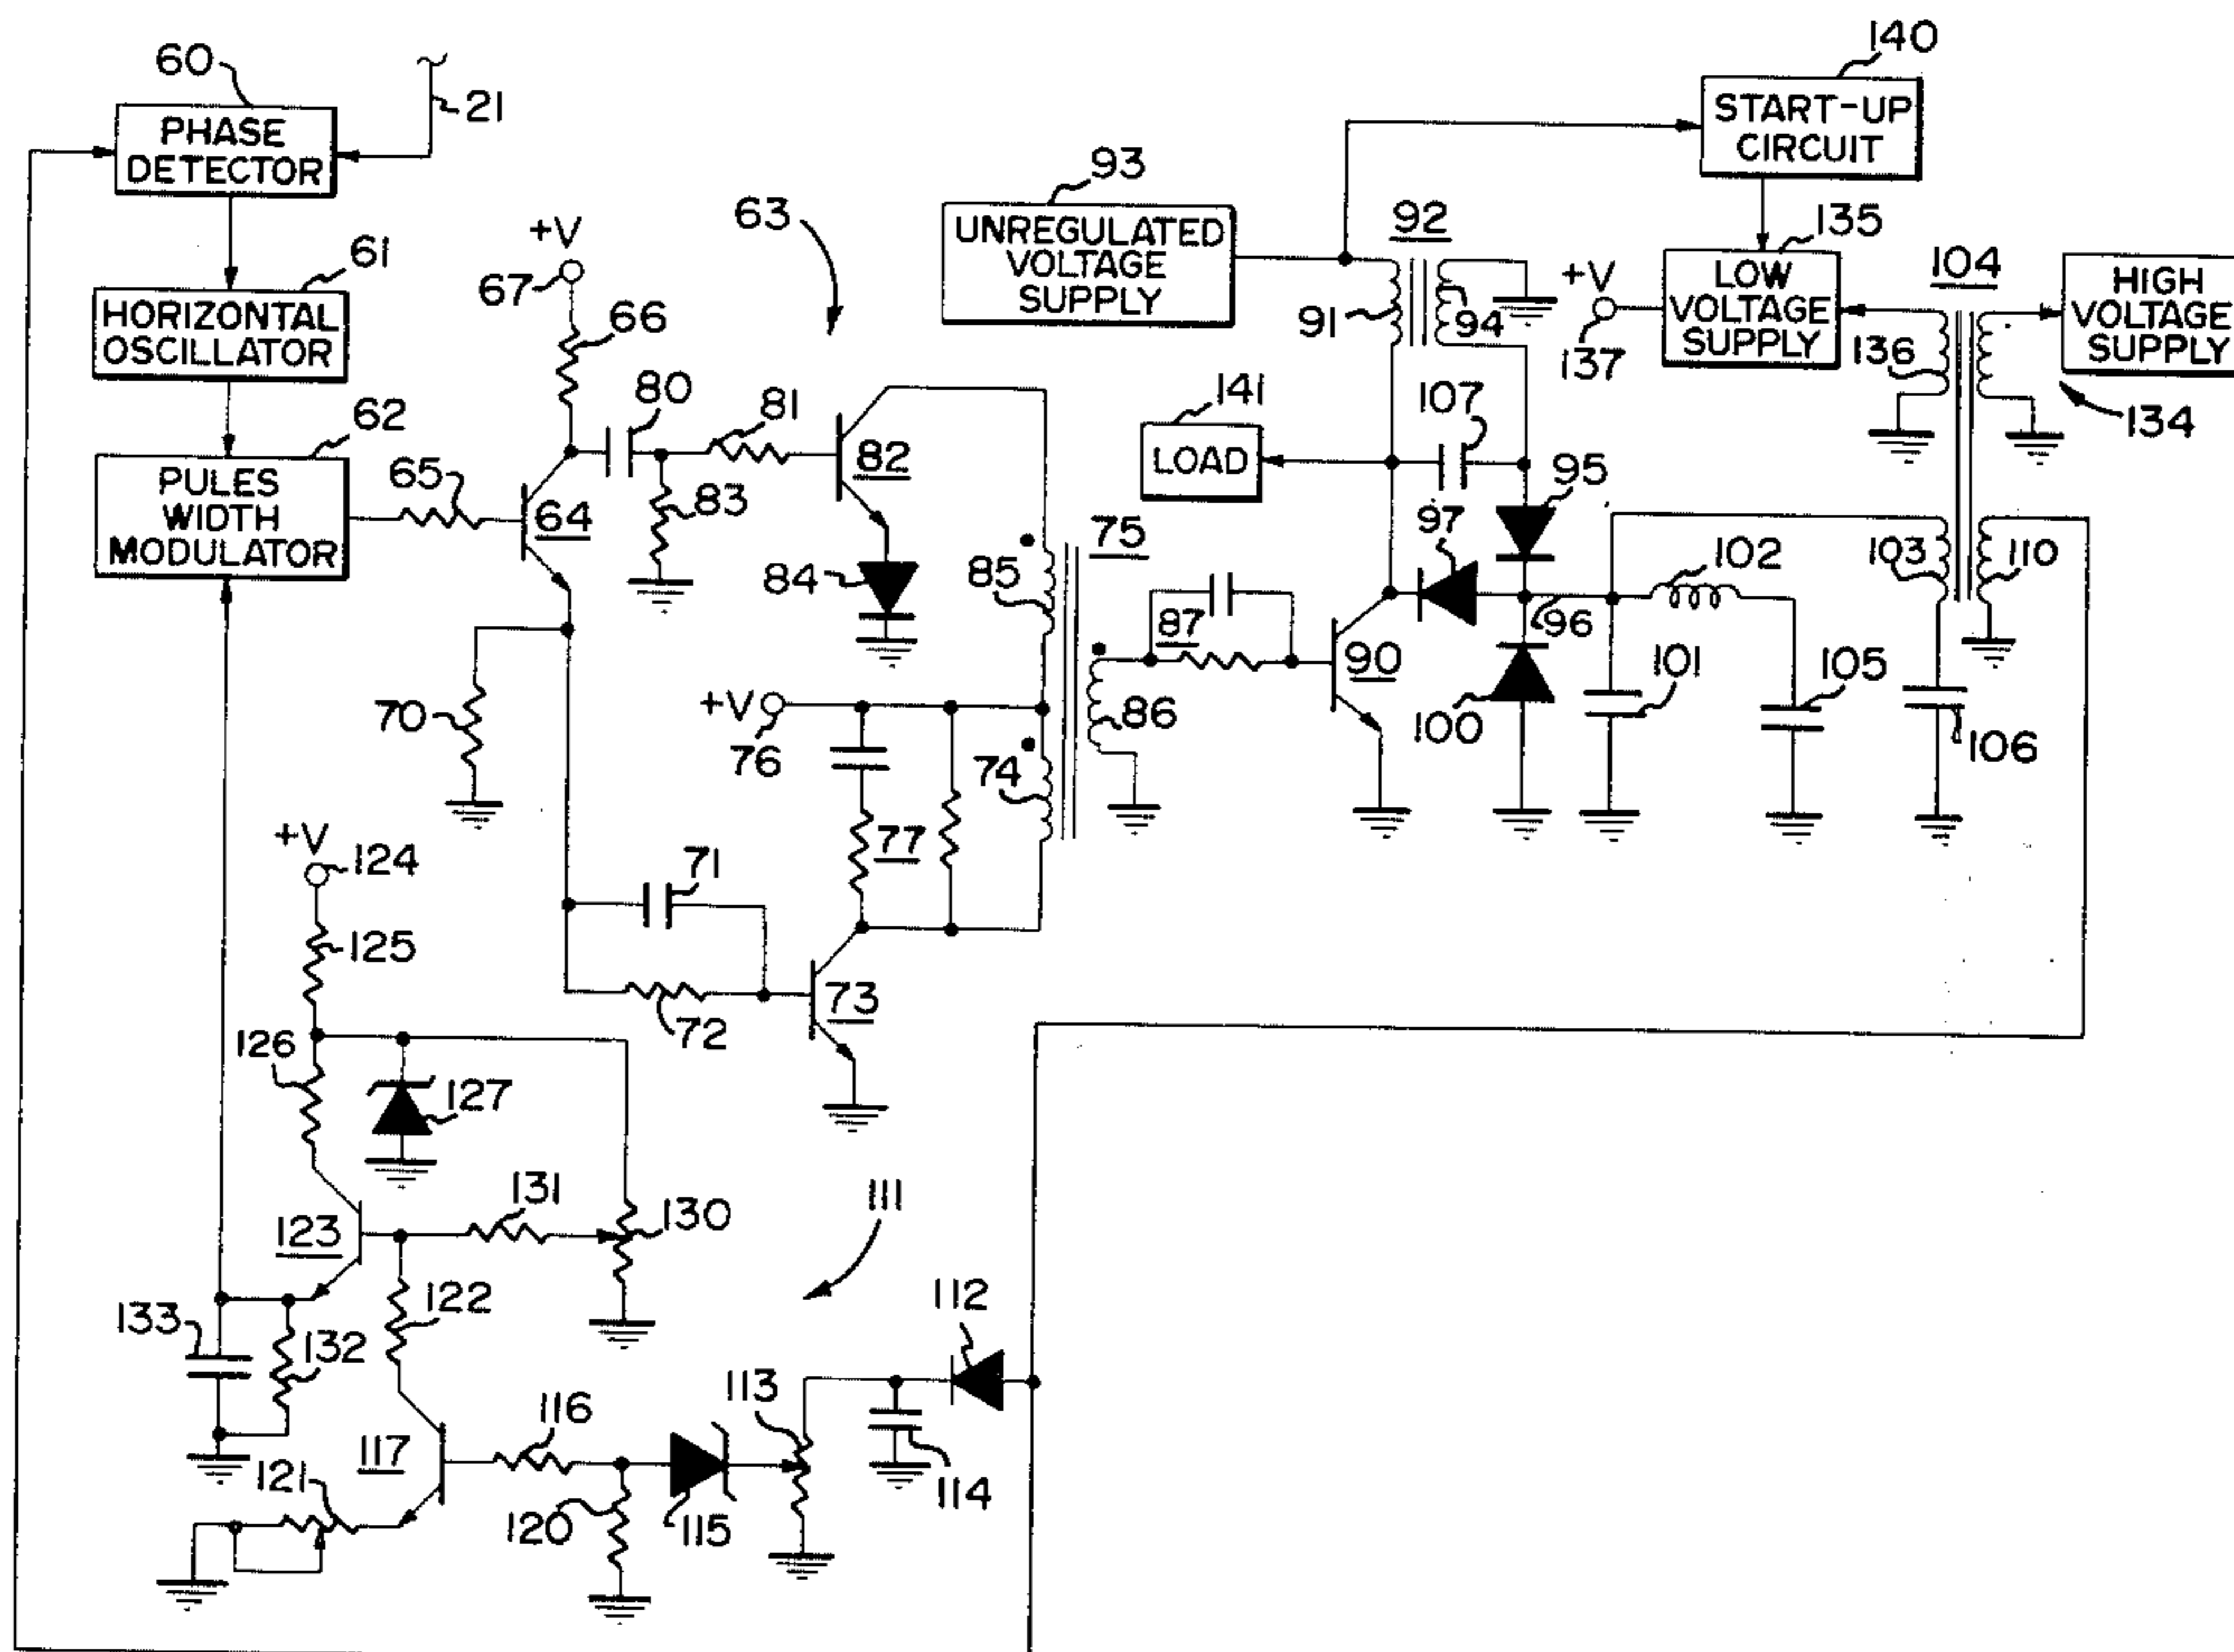 60
PHASE
DETECTOR
21
61
HORIZONTAL
OSCILLATOR
62
PULES
WIDTH
MODULATOR
+V
67
66
63
80
81
82
65
64
83
84
70
93
UNREGULATED
VOLTAGE
SUPPLY
92
91
94
140
START-UP
CIRCUIT
135
+V
137
LOW
VOLTAGE
SUPPLY
104
136
HIGH
VOLTAGE
SUPPLY
134
141
LOAD
107
95
97
96
102
103
110
75
85
87
86
90
100
101
105
106
+V
76
74
77
71
72
73
+V
124
125
126
127
131
130
123
122
111
133
132
112
113
116
114
117
121
120
115